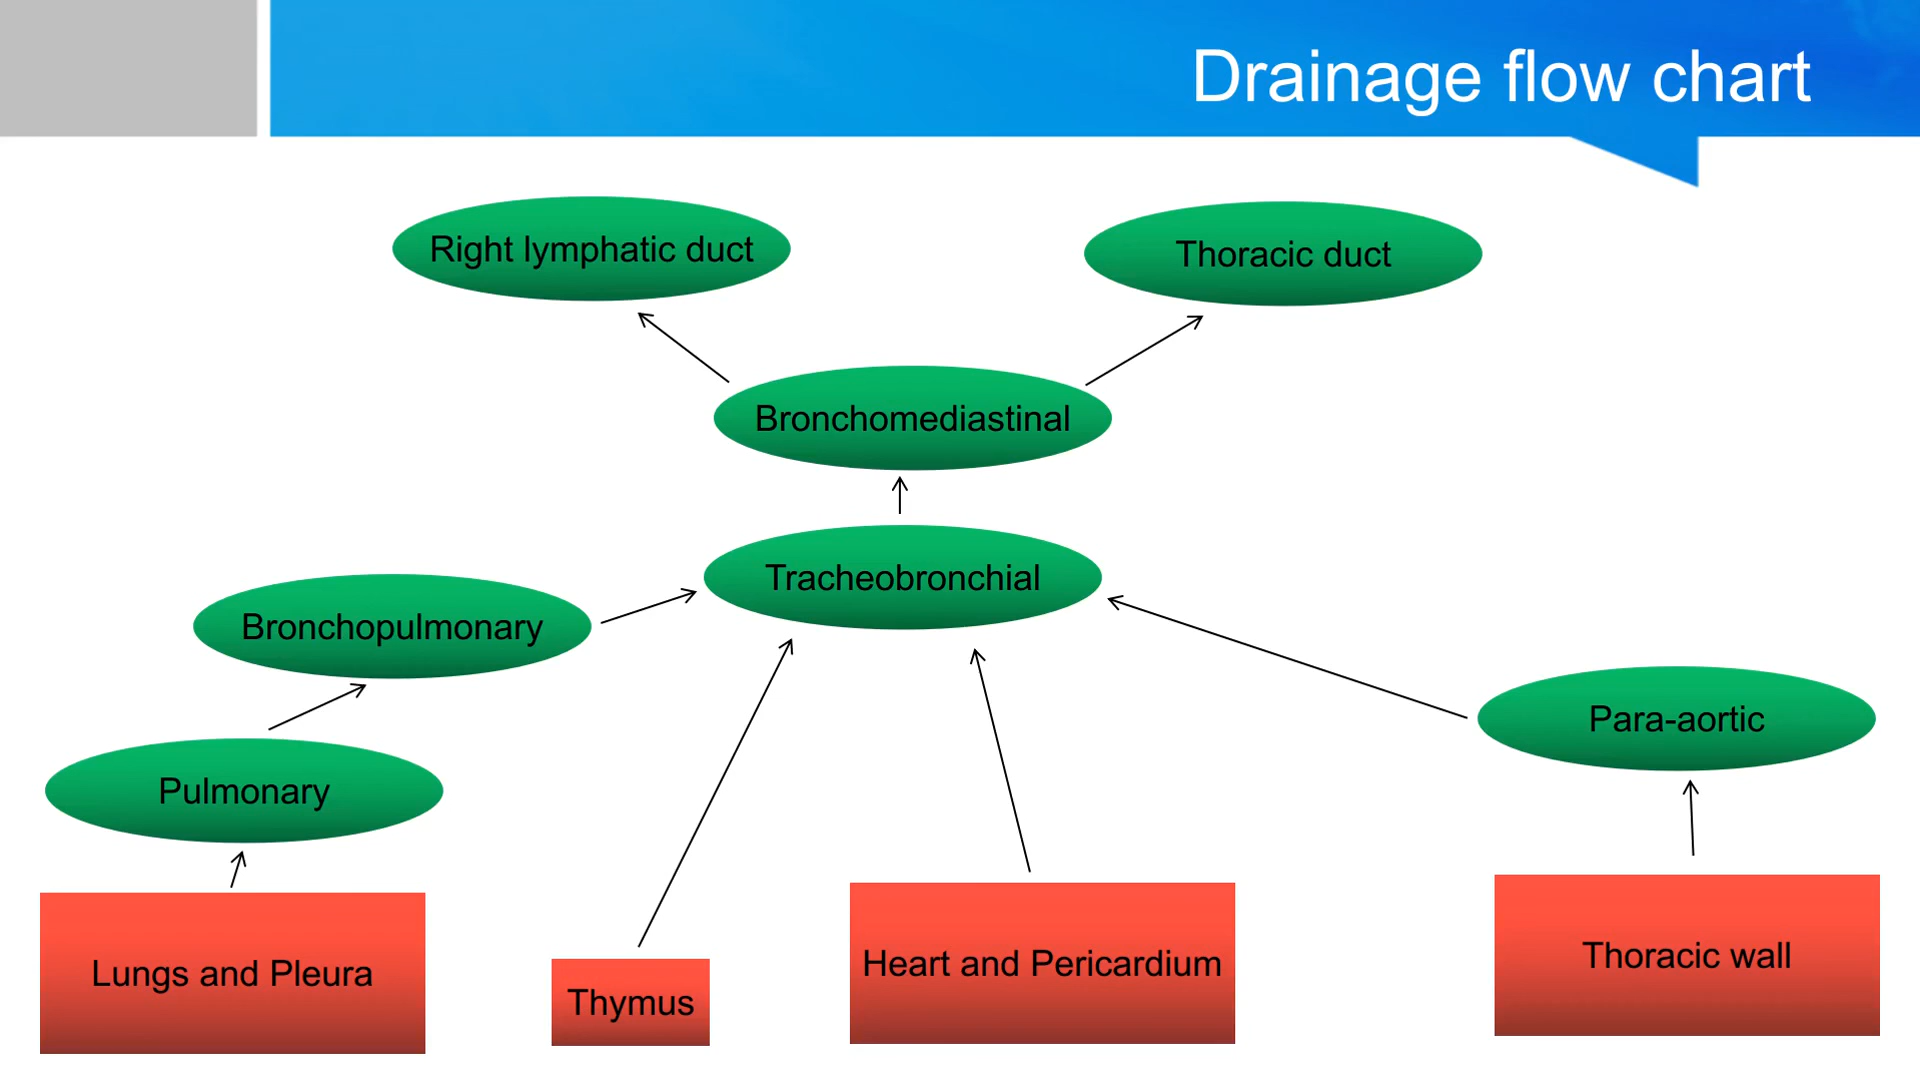 Drainage flow chart
Right lymphatic duct
Thoracic duct
Bronchomediastinal
Tracheobronchial
Bronchopulmonary
Para-aortic
Pulmonary
Lungs and Pleura
Thymus
Heart and Pericardium
Thoracic wall